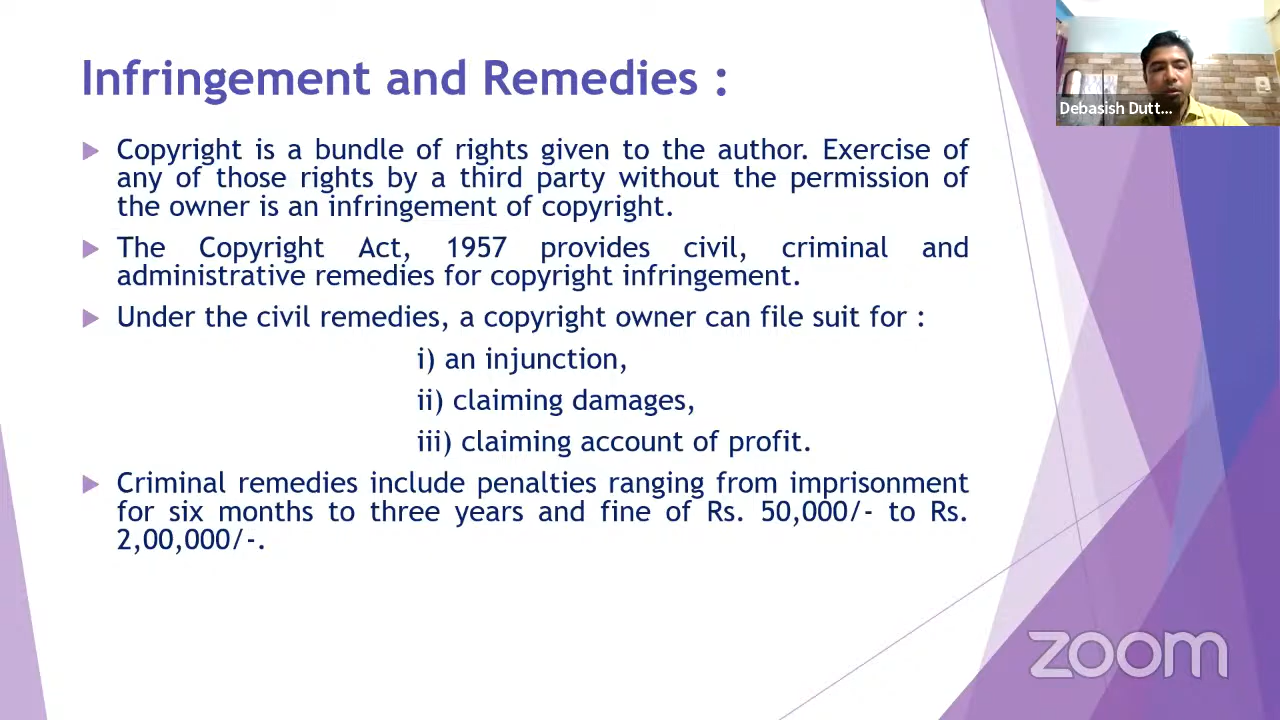 Infringement and Remedies :
Debasish Dutt...
Copyright is a bundle of rights given to the author. Exercise of
any of those rights by a third party without the permission of
the owner is an infringement of copyright.
The Copyright Act, 1957 provides civil, criminal and
administrative remedies for copyright infringement.
Under the civil remedies, a copyright owner can file suit for :
i) an injunction,
ii) claiming damages,
iii) claiming account of profit.
Criminal remedies include penalties ranging from imprisonment
for six months to three years and fine of Rs. 50,000/- to Rs.
2,00,000/-.
zoom